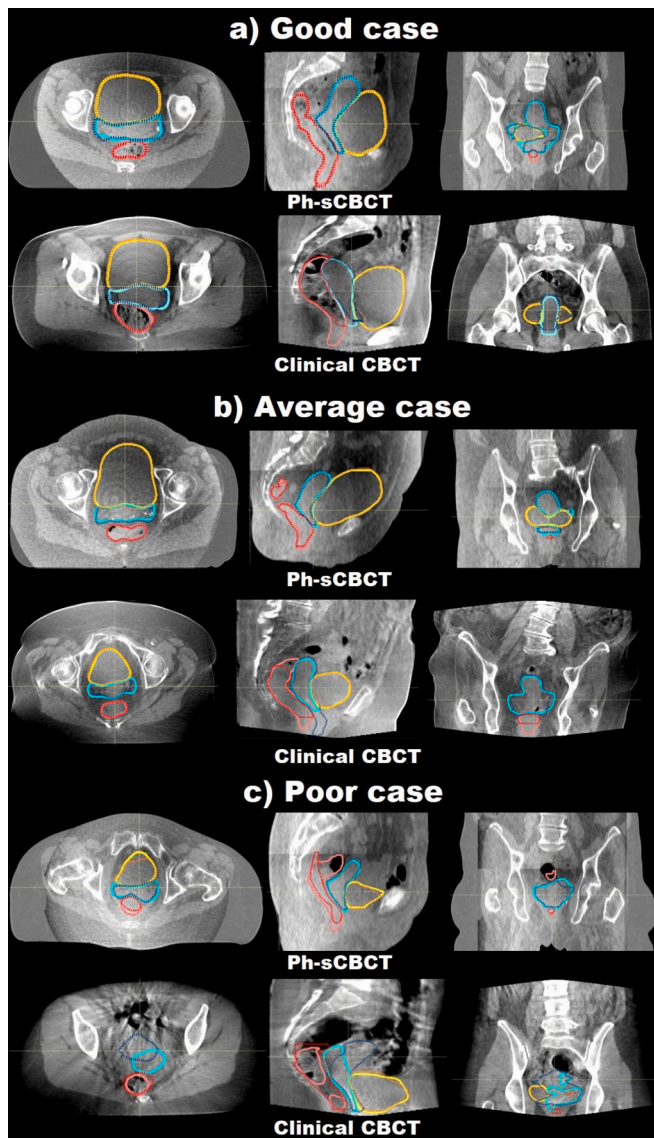 a) Good case
Ph-sCBCT
Clinical CBCT
b) Average case
Ph-sCBCT
Clinical CBCT
c) Poor case
Ph-sCBCT
Clinical CBCT